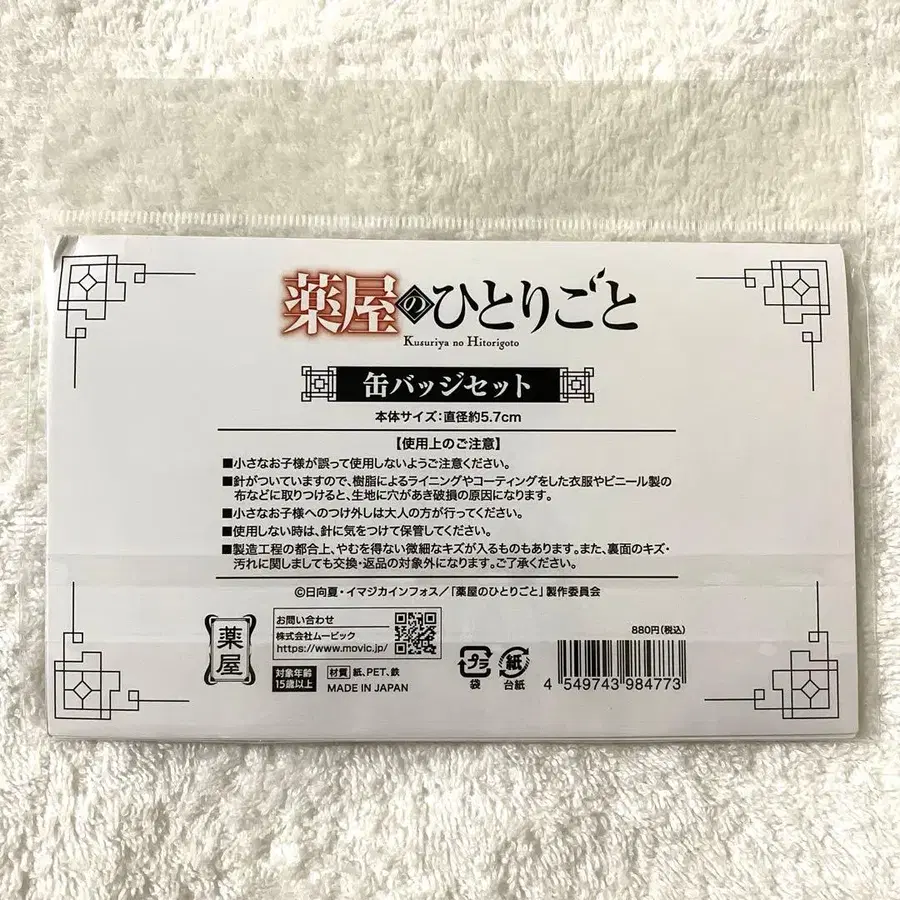 薬屋のひとりごと
Kusuriya no Hitorigoto
缶バッジセット
本体サイズ:直径約5.7cm
【使用上のご注意】
■小さなお子様が誤って使用しないようご注意ください。
■針がついていますので、樹脂によるライニングやコーティングをした衣服やビニール製の
布などに取りつけると、生地に穴があき破損の原因になります。
■小さなお子様へのつけ外しは大人の方が行ってください。
■使用しない時は、針に気をつけて保管してください。
■製造工程の都合上、やむを得ない微細なキズが入るものもあります。また、裏面のキズ・
汚れに関しましても交換・返品の対象外になります。ご了承ください。
©日向夏・イマジカインフォス/「薬屋のひとりごと」製作委員会
薬屋
お問い合わせ
株式会社ムービック
https://www.movic.jp/
対象年齢
15歳以上
材質 紙、PET、鉄
MADE IN JAPAN
プラ
袋
紙
台紙
880円(税込)
4 549743 984773